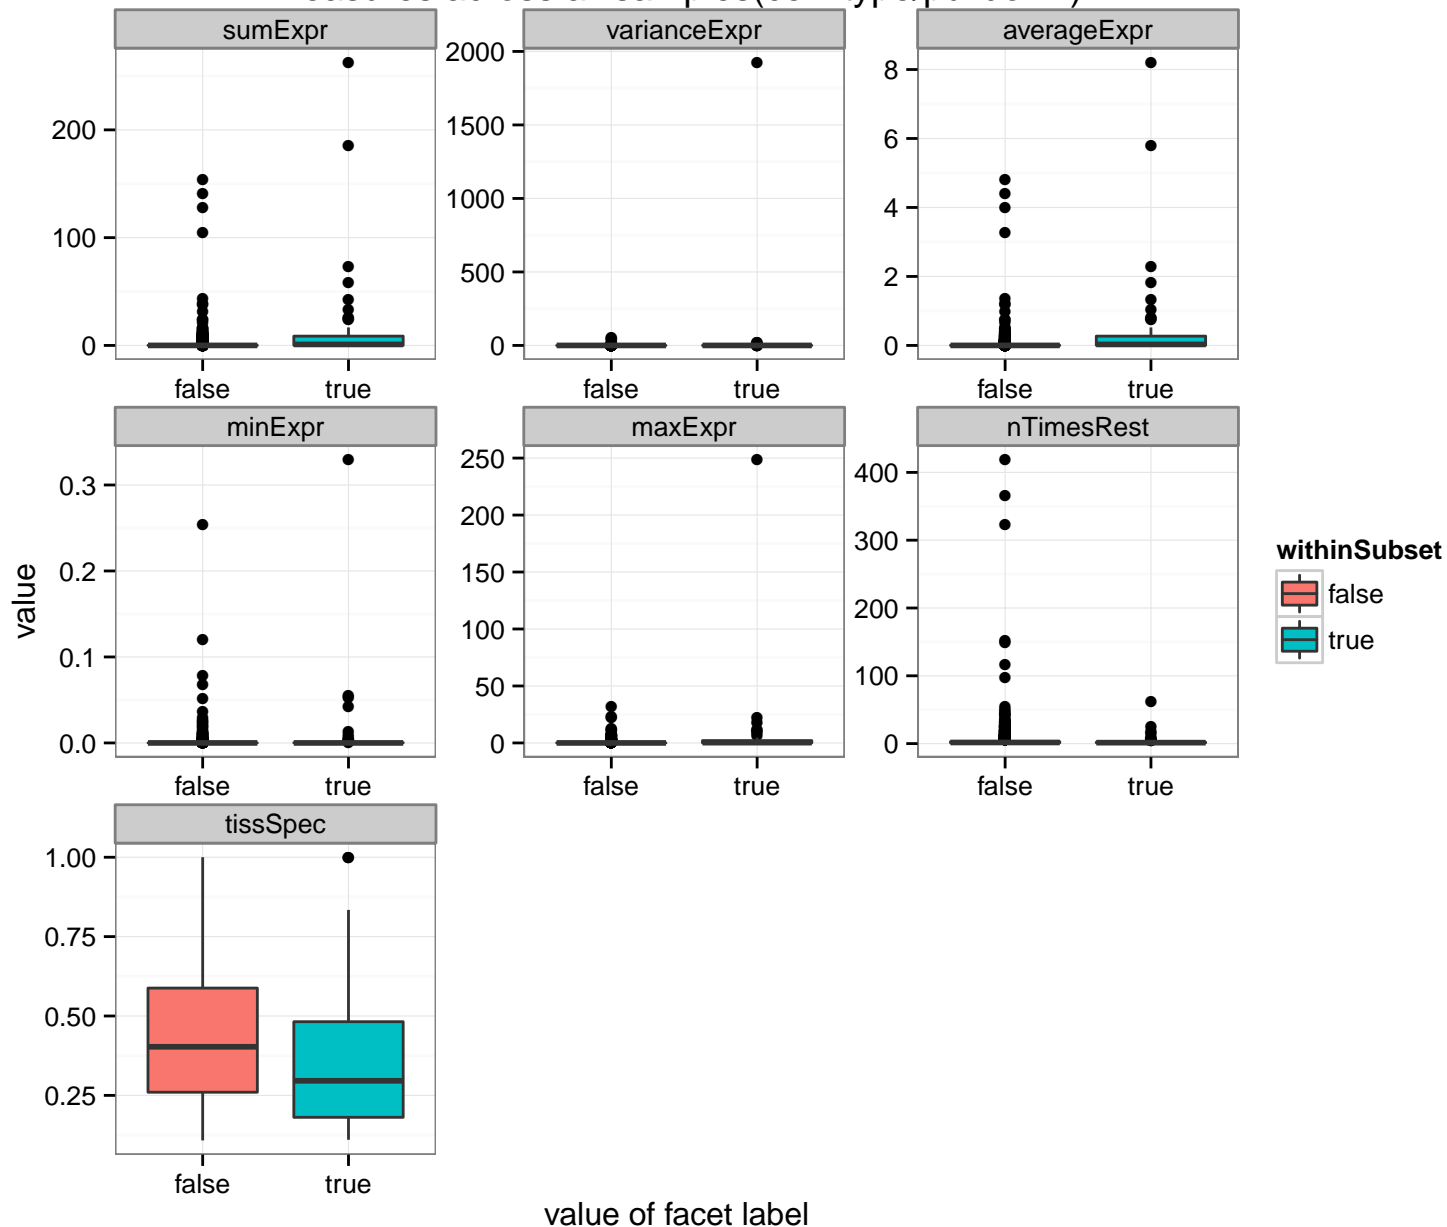 across
sumExpr varianceExpr averageExpr
200
100
0
false true
2000
1500
1000
500
0
false true
8
6
4
2
0
false true
minExpr maxExpr nTimesRest
0.3
0.2
0.1
0.0
false true
250
200
150
100
50
0
false true
400
300
200
100
0
false true
tissSpec
1.00
0.75
0.50
0.25
false true
value
value of facet label
withinSubset
false
true